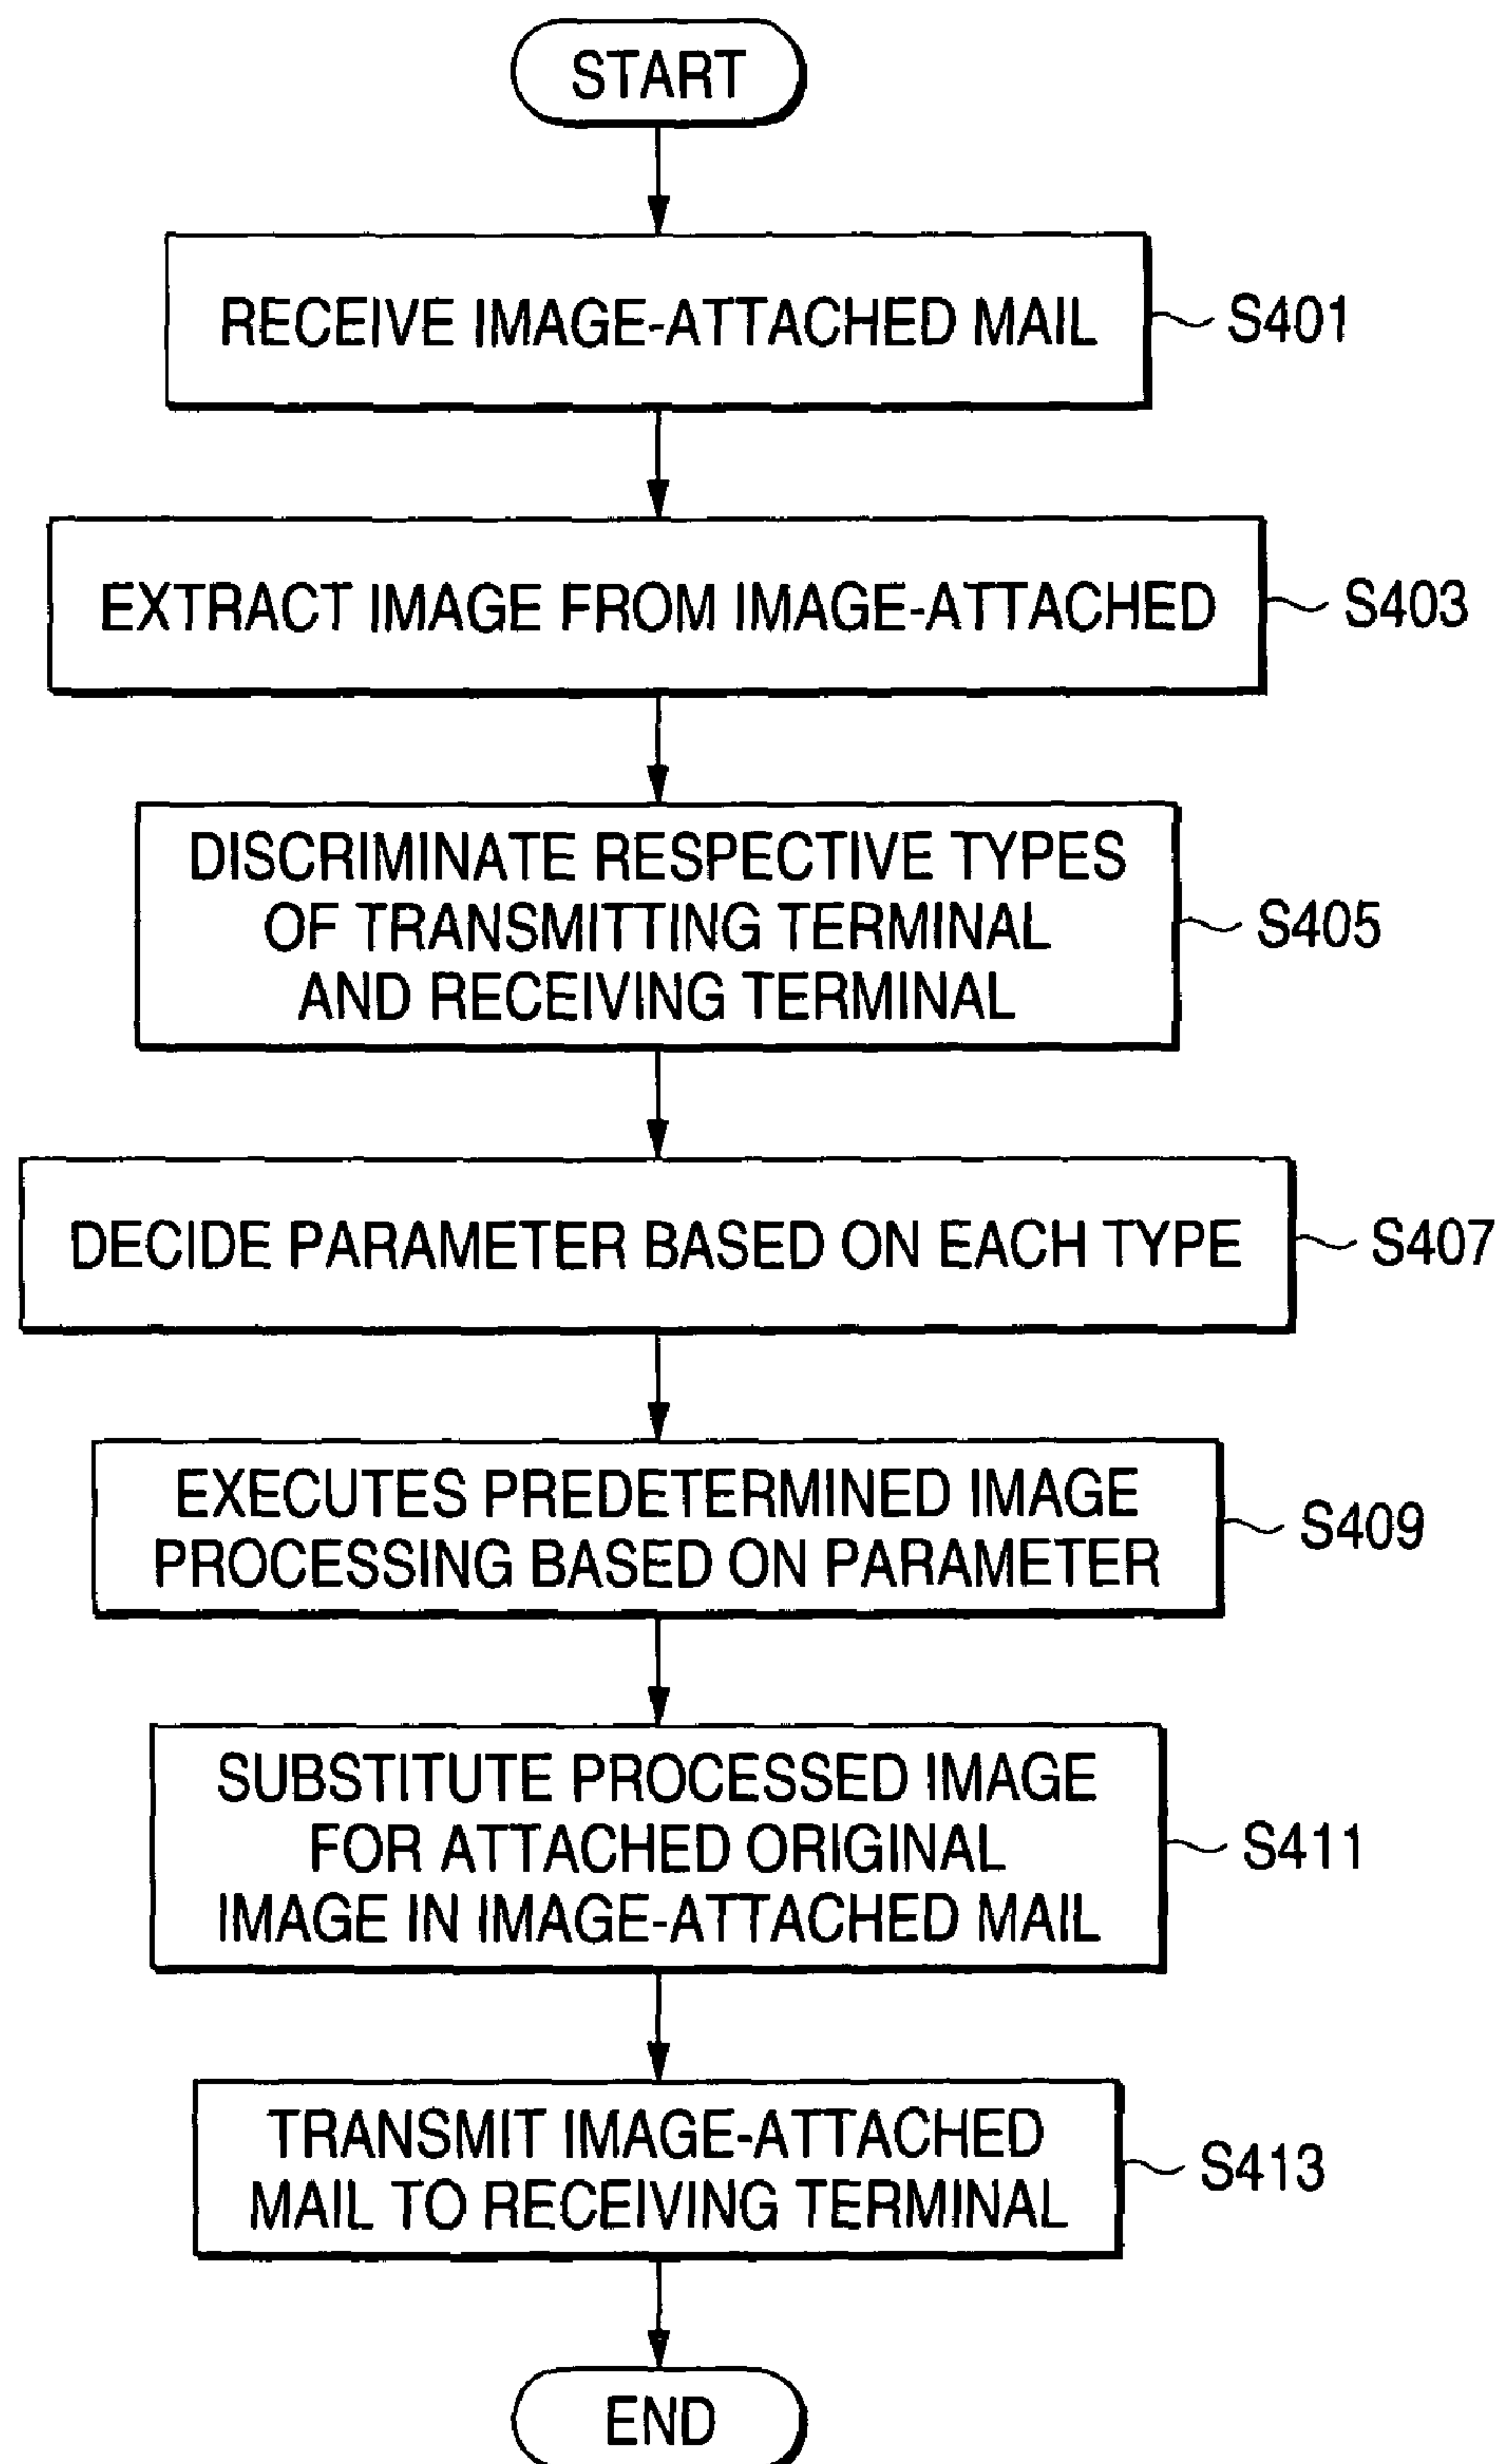 START
RECEIVE IMAGE-ATTACHED MAIL
S401
EXTRACT IMAGE FROM IMAGE-ATTACHED
S403
DISCRIMINATE RESPECTIVE TYPES
OF TRANSMITTING TERMINAL
AND RECEIVING TERMINAL
S405
DECIDE PARAMETER BASED ON EACH TYPE
S407
EXECUTES PREDETERMINED IMAGE
PROCESSING BASED ON PARAMETER
S409
SUBSTITUTE PROCESSED IMAGE
FOR ATTACHED ORIGINAL
IMAGE IN IMAGE-ATTACHED MAIL
S411
TRANSMIT IMAGE-ATTACHED
MAIL TO RECEIVING TERMINAL
S413
END